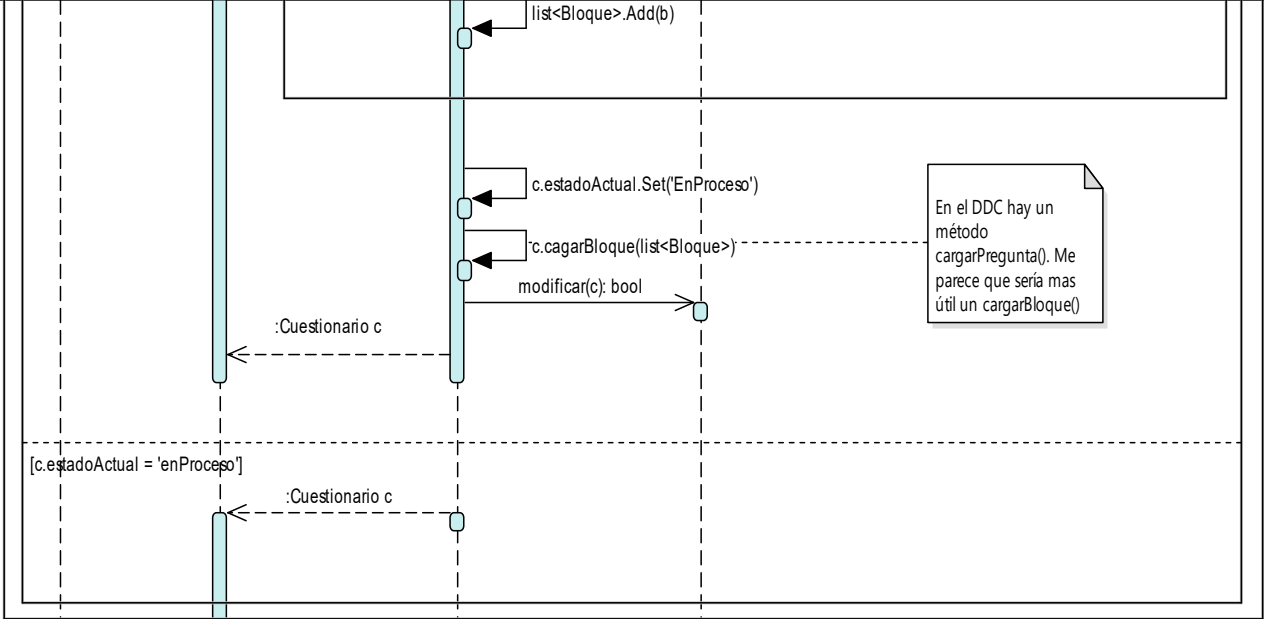 list<Bloque>.Add(b)
c.estadoActual.Set('EnProceso')
c.cagarBloque(list<Bloque>)
modificar(c): bool
:Cuestionario c
En el DDC hay un
método
cargarPregunta(). Me
parece que sería mas
útil un cargarBloque()
[c.estadoActual = 'enProceso']
:Cuestionario c